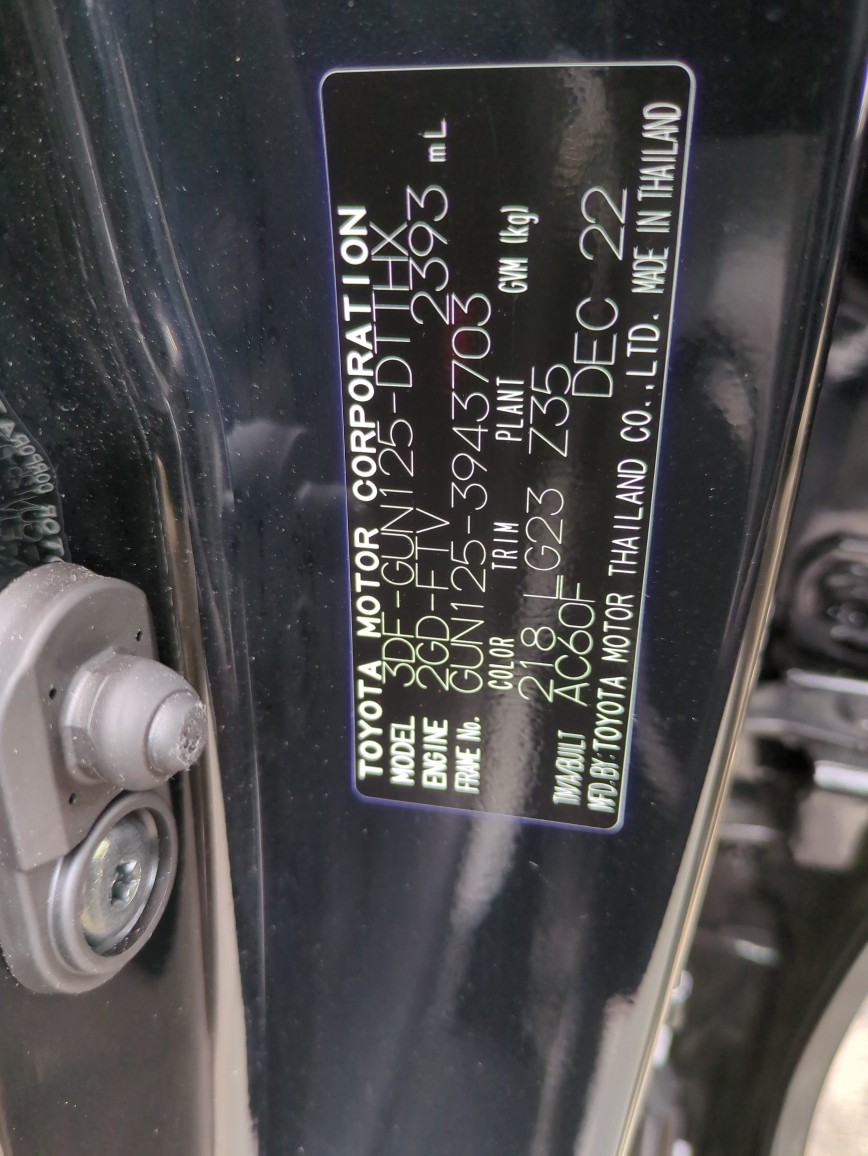 TOYOTA MOTOR CORPORATION
MODEL 3DF-GUN125-DTTHX
ENGINE 2GD-FTV 2393 mL
FRAME No. GUN125-3943703
COLOR TRIM PLANT GVM (kg)
218 LG23 Z35
T/M/A/BUILT AC60F DEC 22
MFD.BY:TOYOTA MOTOR THAILAND CO.,LTD. MADE IN THAILAND